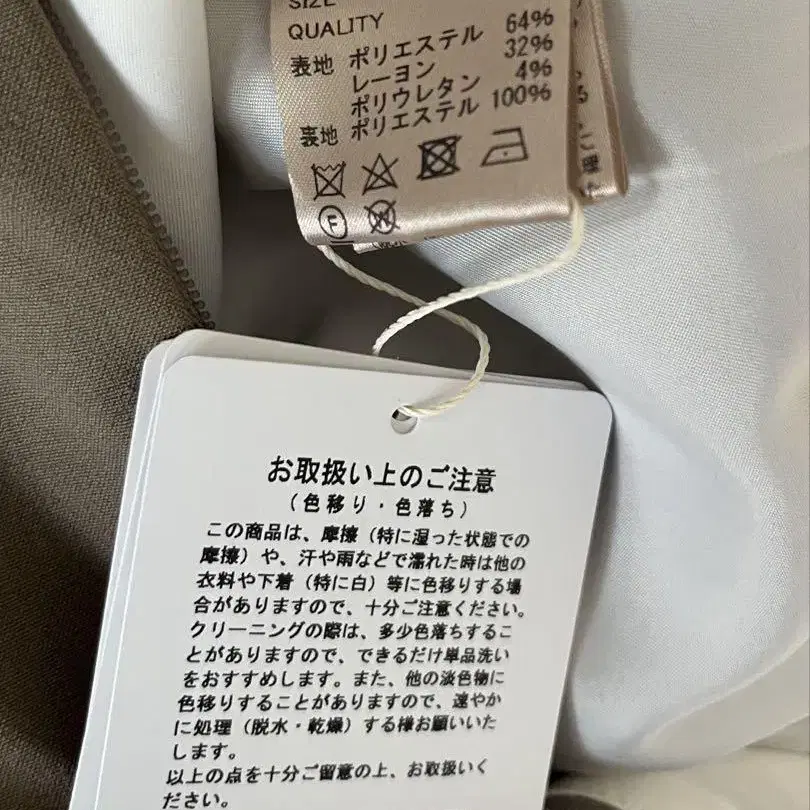 SIZE
QUALITY
表地 ポリエステル 64%
レーヨン 32%
ポリウレタン 4%
裏地 ポリエステル 100%
F W
お取扱い上のご注意
(色移り・色落ち)
この商品は、摩擦(特に湿った状態での
摩擦)や、汗や雨などで濡れた時は他の
衣料や下着(特に白)等に色移りする場
合がありますので、十分ご注意ください。
クリーニングの際は、多少色落ちするこ
とがありますので、できるだけ単品洗い
をおすすめします。また、他の淡色物に
色移りすることがありますので、速やか
に処理(脱水・乾燥)する様お願いいた
します。
以上の点を十分ご留意の上、お取扱いく
ださい。